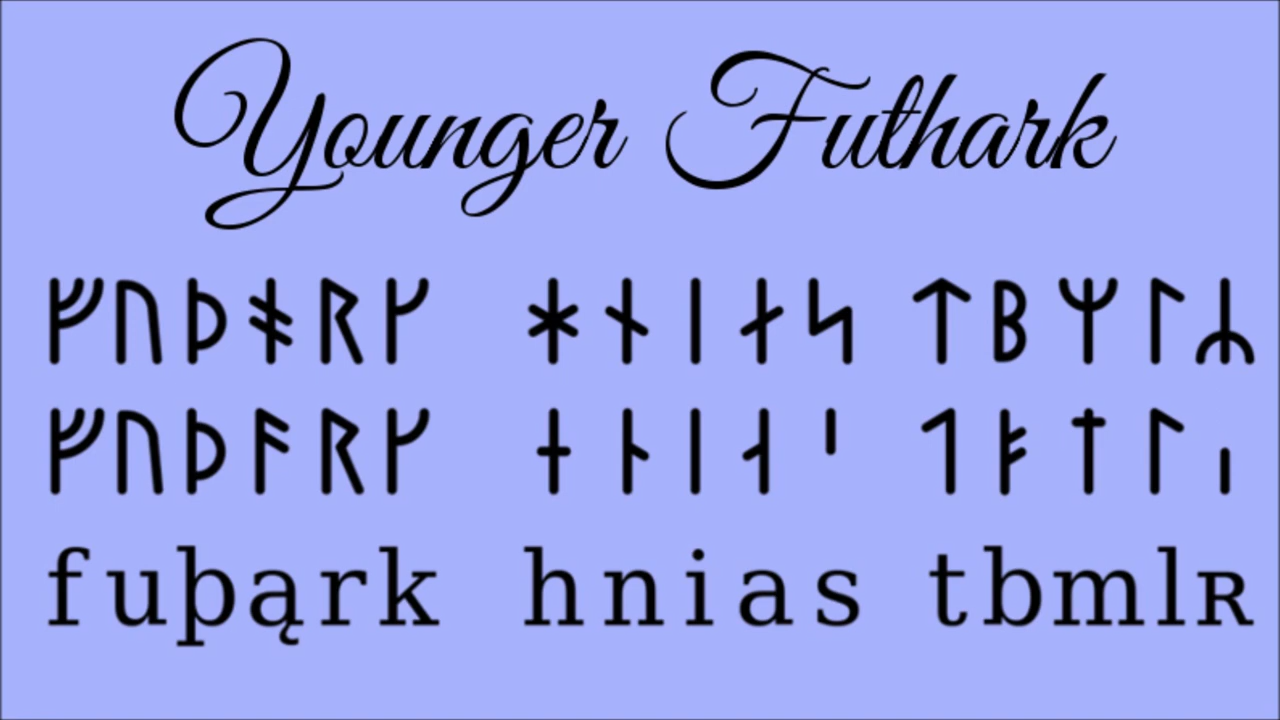 Younger Futhark
ᚠᚢᚦᚬᚱᚴ ᚼᚾᛁᛅᛋ ᛏᛒᛘᛚᛦ
ᚠᚢᚦᚭᚱᚴ ᚽᚿᛁᛆᛌ ᛐᛓᛙᛚᛧ
fuþąrk hnias tbmlʀ